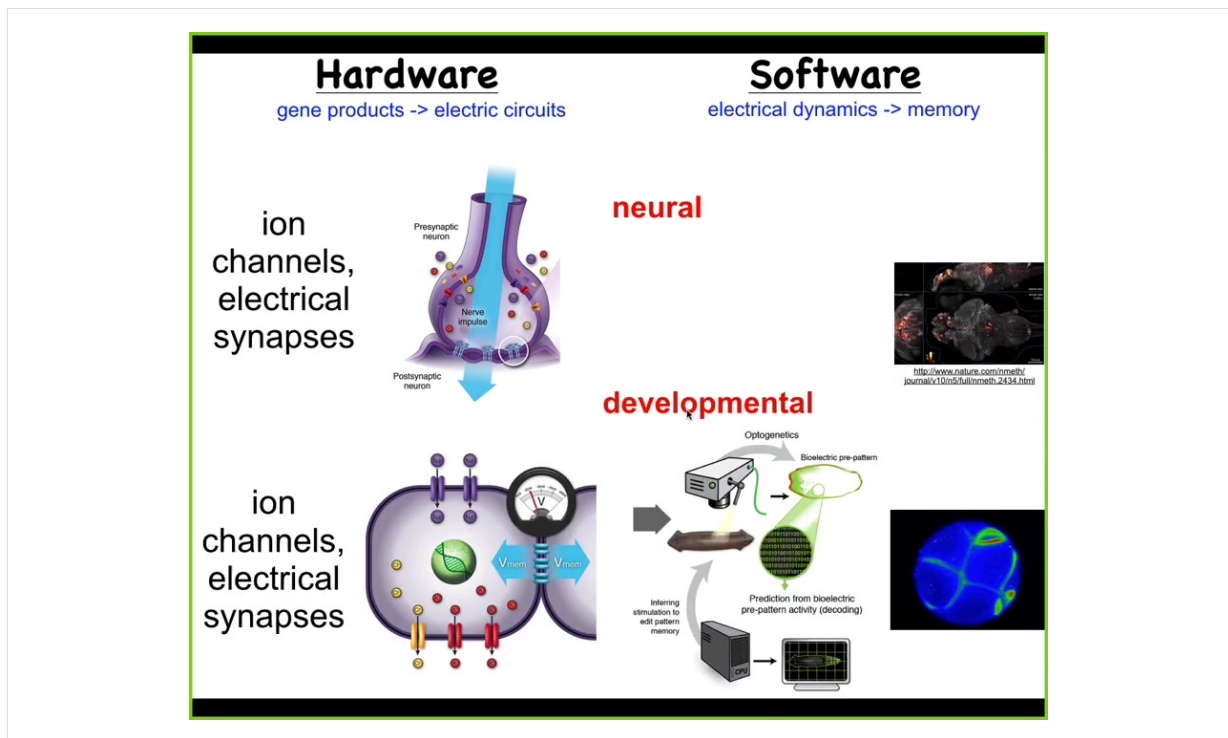 Hardware
gene products -> electric circuits
Software
electrical dynamics -> memory
ion
channels,
electrical
synapses
Presynaptic
neuron
Nerve
impulse
Postsynaptic
neuron
neural
http://www.nature.com/nmeth/
journal/v10/n5/full/nmeth.2434.html
developmental
ion
channels,
electrical
synapses
V
Vmem
Vmem
Optogenetics
Bioelectric pre-pattern
Prediction from bioelectric
pre-pattern activity (decoding)
Inferring
stimulation to
edit pattern
memory
CPU